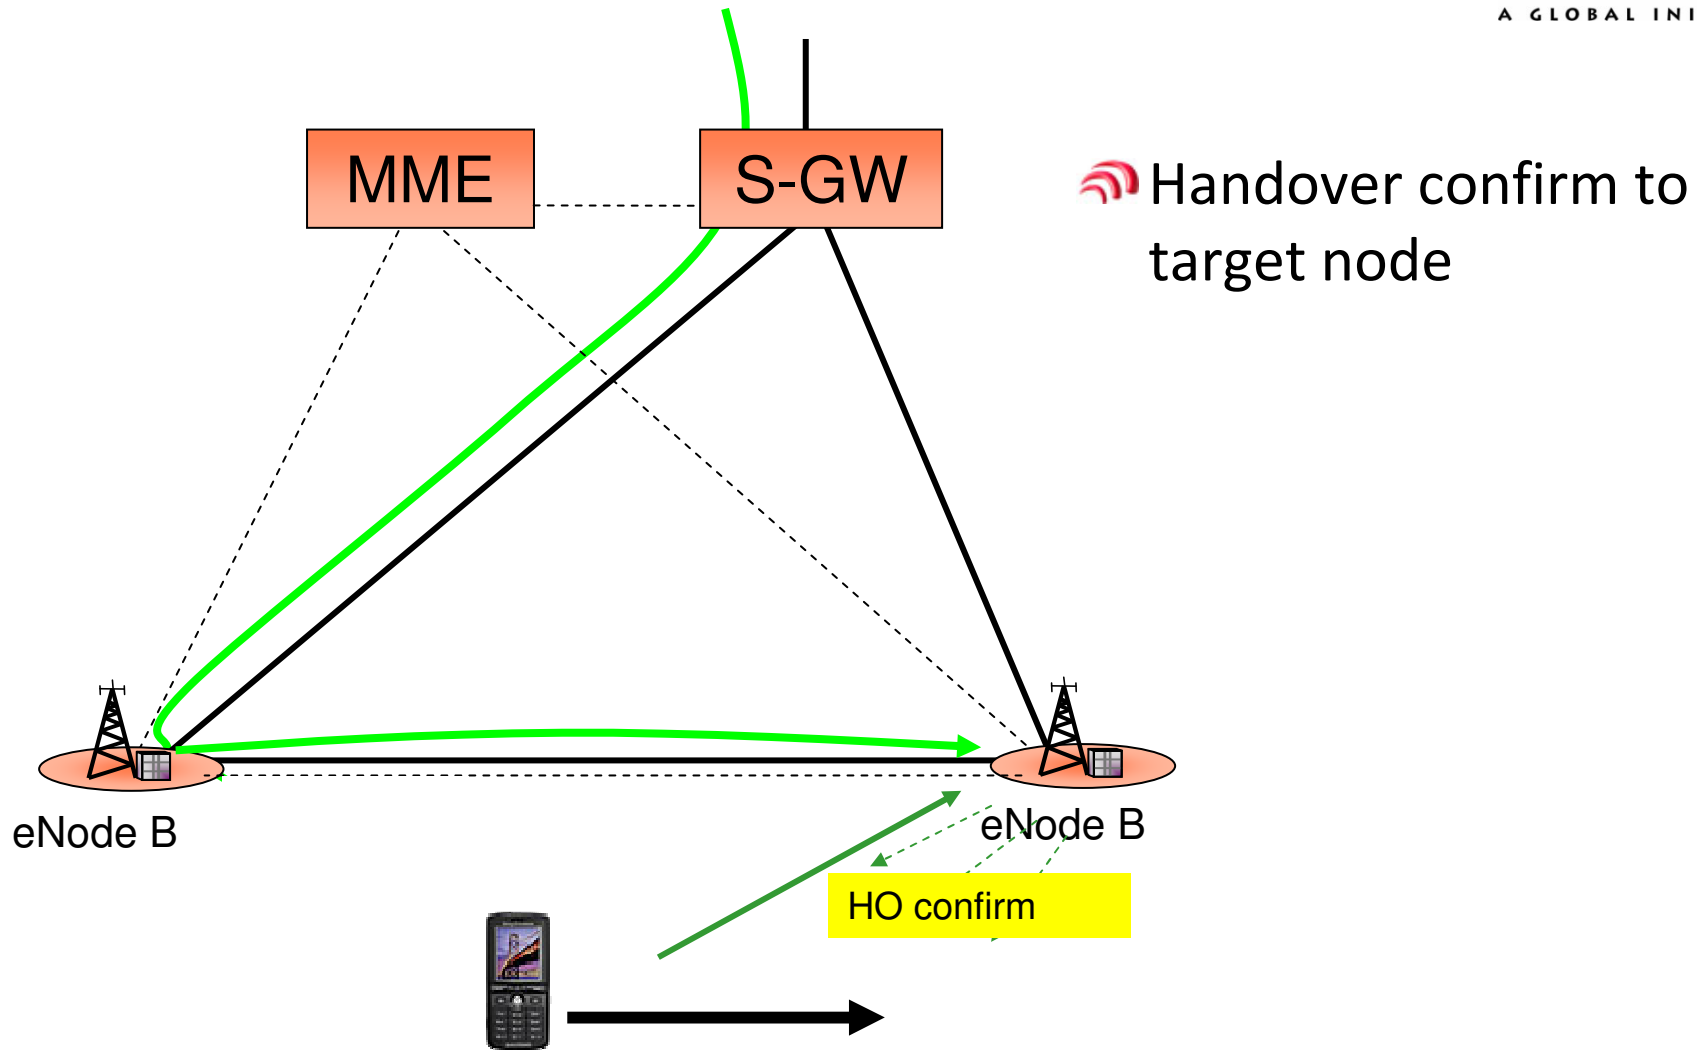 A GLOBAL INI
MME
S-GW
Handover confirm to
target node
eNode B
eNode B
HO confirm